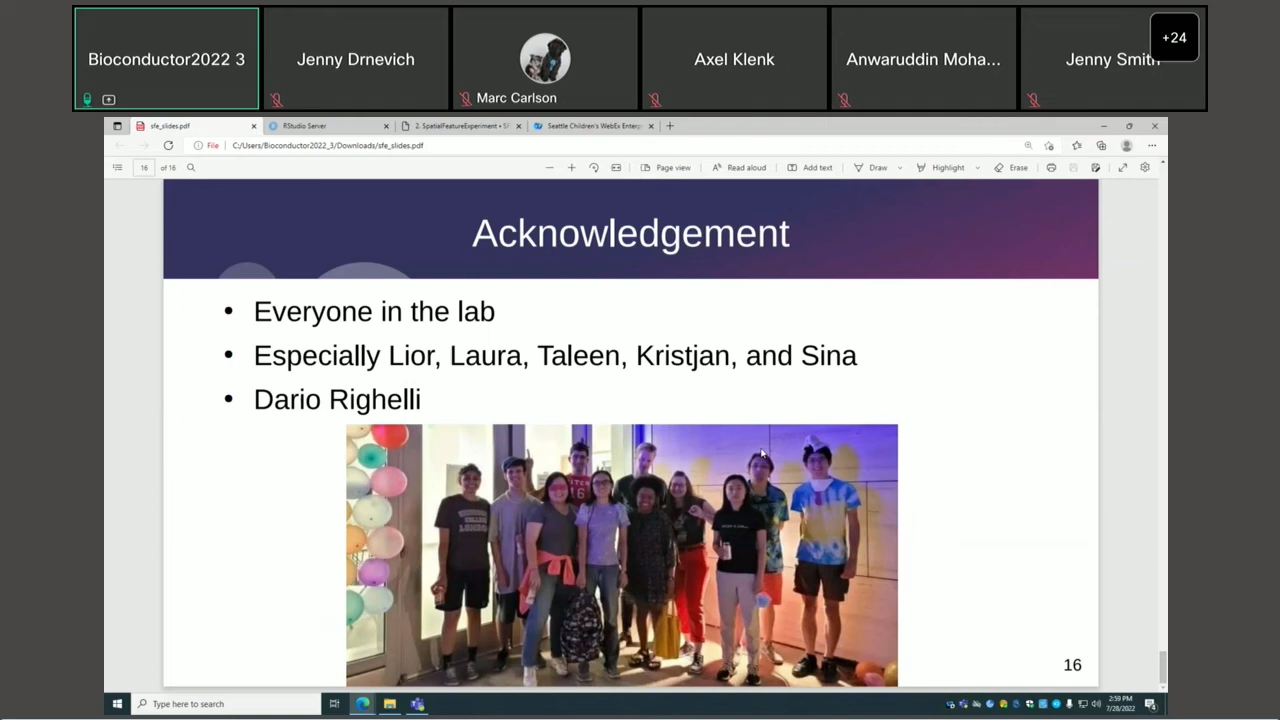 Bioconductor2022 3
Jenny Drnevich
Marc Carlson
Axel Klenk
Anwaruddin Moha...
Jenny Smith
+24
sfe_slides.pdf
RStudio Server
2. SpatialFeatureExperiment • SF
Seattle Children's WebEx Enterp
File
C:/Users/Bioconductor2022_3/Downloads/sfe_slides.pdf
16 of 16
Page view
Read aloud
Add text
Draw
Highlight
Erase
Acknowledgement
• Everyone in the lab
• Especially Lior, Laura, Taleen, Kristjan, and Sina
• Dario Righelli
16
Type here to search
2:59 PM
7/28/2022